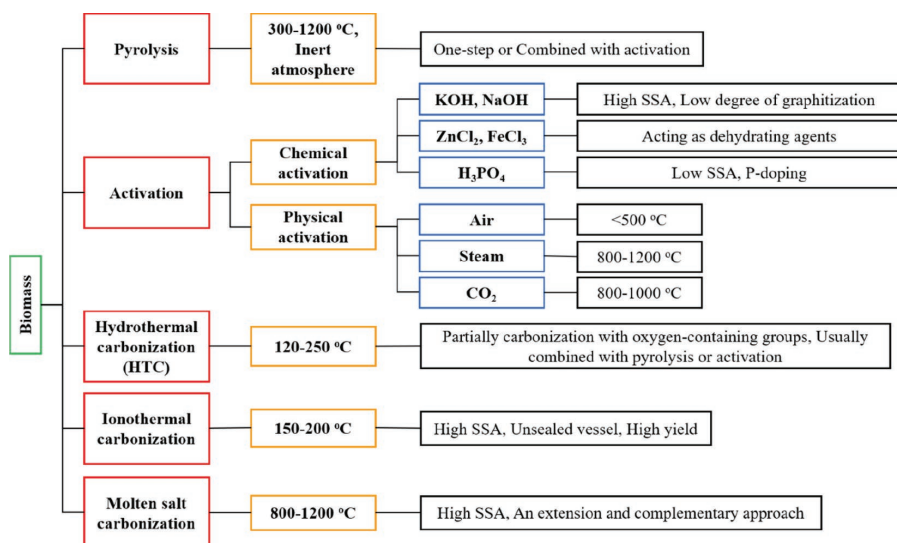 Biomass
Pyrolysis
300-1200 °C,
Inert
atmosphere
One-step or Combined with activation
Activation
Chemical
activation
KOH, NaOH
High SSA, Low degree of graphitization
ZnCl₂, FeCl₃
Acting as dehydrating agents
H₃PO₄
Low SSA, P-doping
Physical
activation
Air
<500 °C
Steam
800-1200 °C
CO₂
800-1000 °C
Hydrothermal
carbonization
(HTC)
120-250 °C
Partially carbonization with oxygen-containing groups, Usually
combined with pyrolysis or activation
Ionothermal
carbonization
150-200 °C
High SSA, Unsealed vessel, High yield
Molten salt
carbonization
800-1200 °C
High SSA, An extension and complementary approach